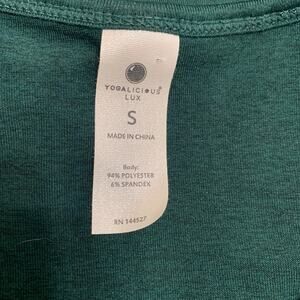 YOGALICIOUS®
LUX
S
MADE IN CHINA
Body:
94% POLYESTER
6% SPANDEX
RN 144527